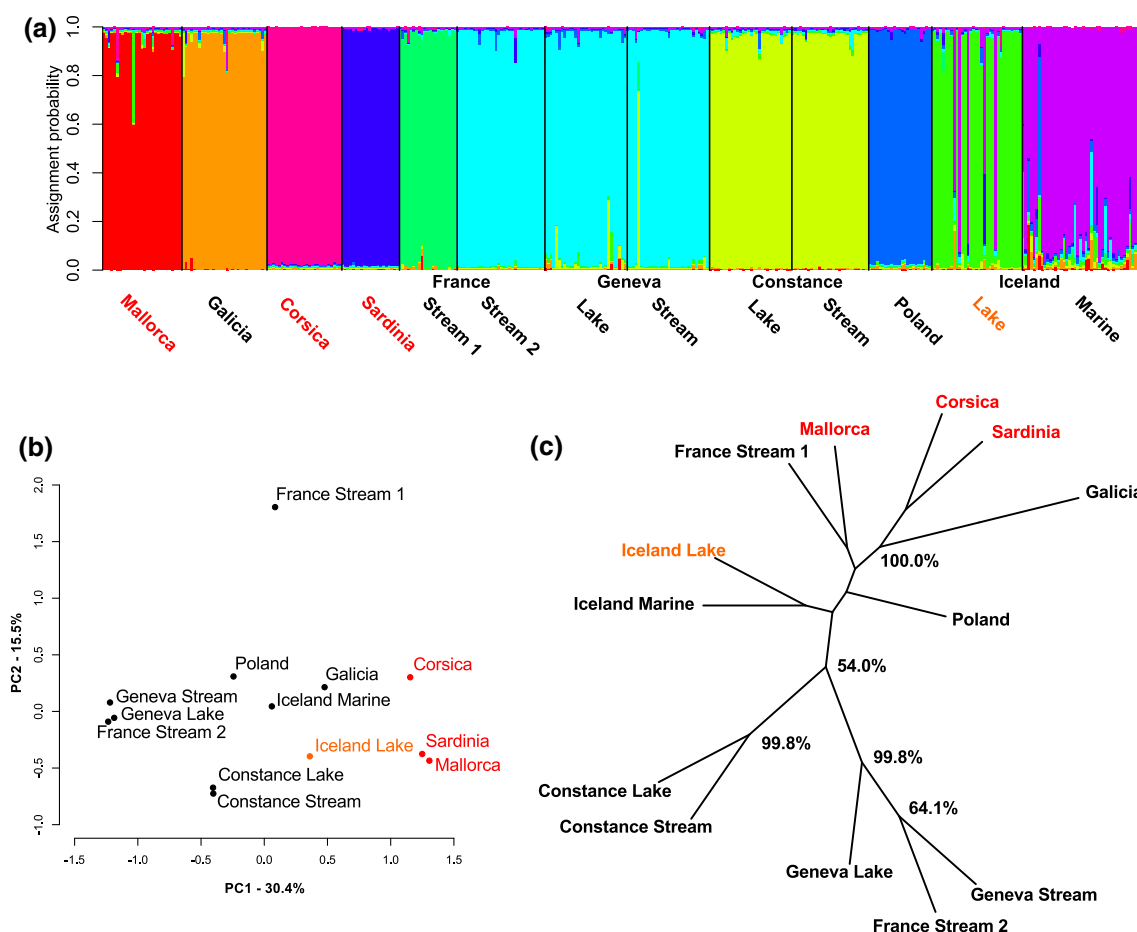 (a)
Assignment probability
1.0
0.8
0.6
0.4
0.2
0.0
France
Geneva
Constance
Iceland
Mallorca
Galicia
Corsica
Sardinia
Stream 1
Stream 2
Lake
Stream
Lake
Stream
Poland
Lake
Marine
(b)
PC2 - 15.5%
2.0
1.5
1.0
0.5
0.0
-0.5
-1.0
France Stream 1
Poland
Galicia
Corsica
Geneva Stream
Iceland Marine
Geneva Lake
France Stream 2
Iceland Lake
Sardinia
Mallorca
Constance Lake
Constance Stream
-1.5 -1.0 -0.5 0.0 0.5 1.0 1.5
PC1 - 30.4%
(c)
Corsica
Mallorca
Sardinia
France Stream 1
Galicia
Iceland Lake
100.0%
Iceland Marine
Poland
54.0%
99.8%
99.8%
Constance Lake
64.1%
Constance Stream
Geneva Lake
Geneva Stream
France Stream 2